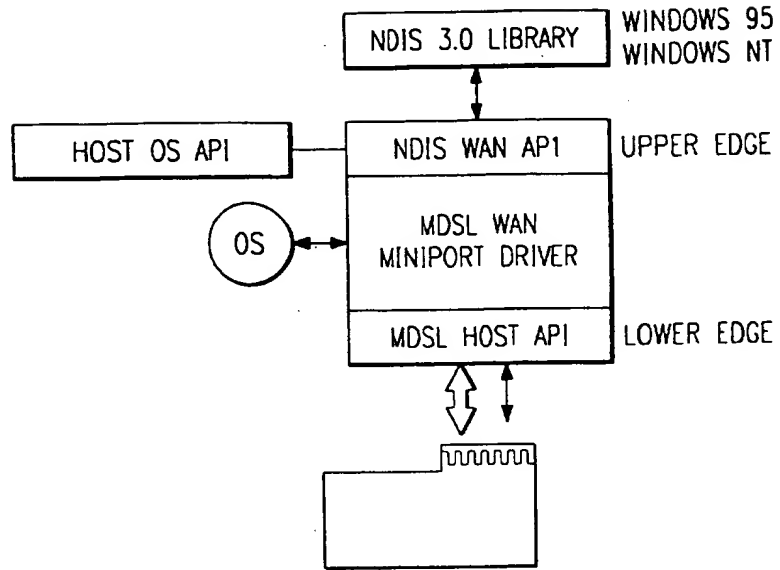 NDIS 3.0 LIBRARY
WINDOWS 95
WINDOWS NT
HOST OS API
NDIS WAN AP1
UPPER EDGE
OS
MDSL WAN
MINIPORT DRIVER
MDSL HOST API
LOWER EDGE